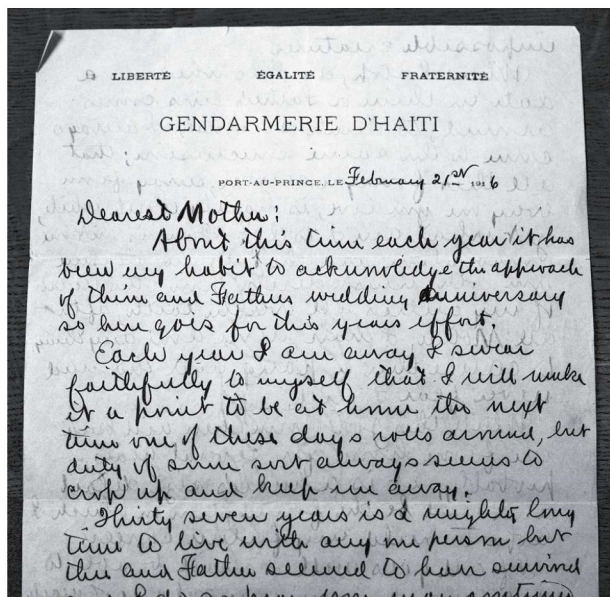 LIBERTÉ ÉGALITÉ FRATERNITÉ
GENDARMERIE D'HAITI
PORT-AU-PRINCE, LE February 21st 1916
Dearest Mother:
About this time each year it has
been my habit to acknowledge the approach
of thine and Fathers wedding anniversary
so here goes for this years effort.
Each year I am away I swear
faithfully to myself that I will make
it a point to be at home the next
time one of these days rolls around, but
duty of some sort always seems to
crop up and keep me away.
Thirty seven years is a mighty long
time to live with any one person but
thee and Father seemed to have survived